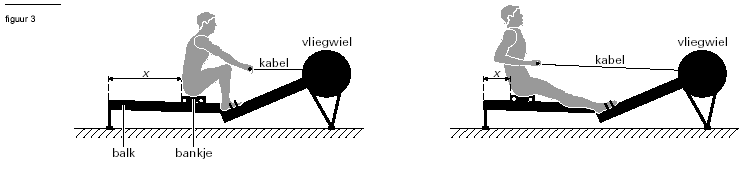 figuur 3
vliegwiel
kabel
x
balk
bankje
vliegwiel
kabel
x